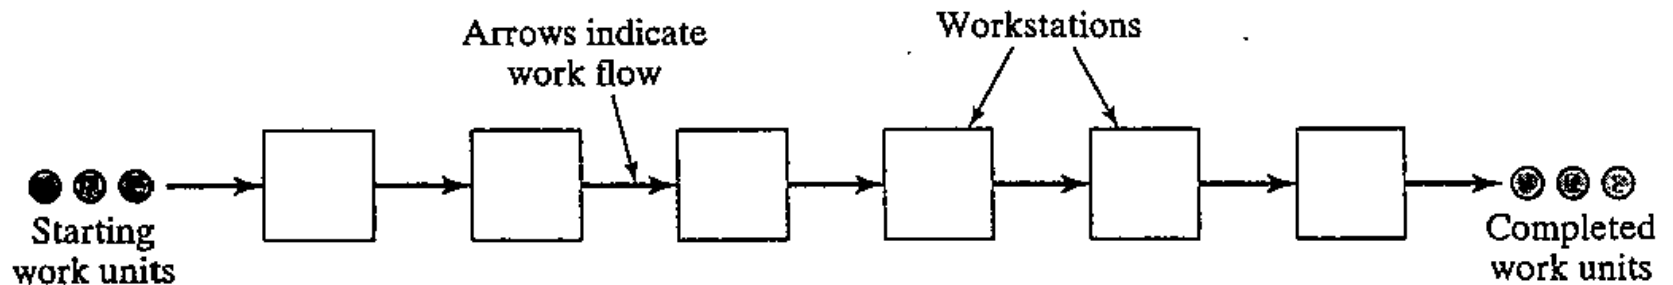 Arrows indicate
work flow
Workstations
Starting
work units
Completed
work units